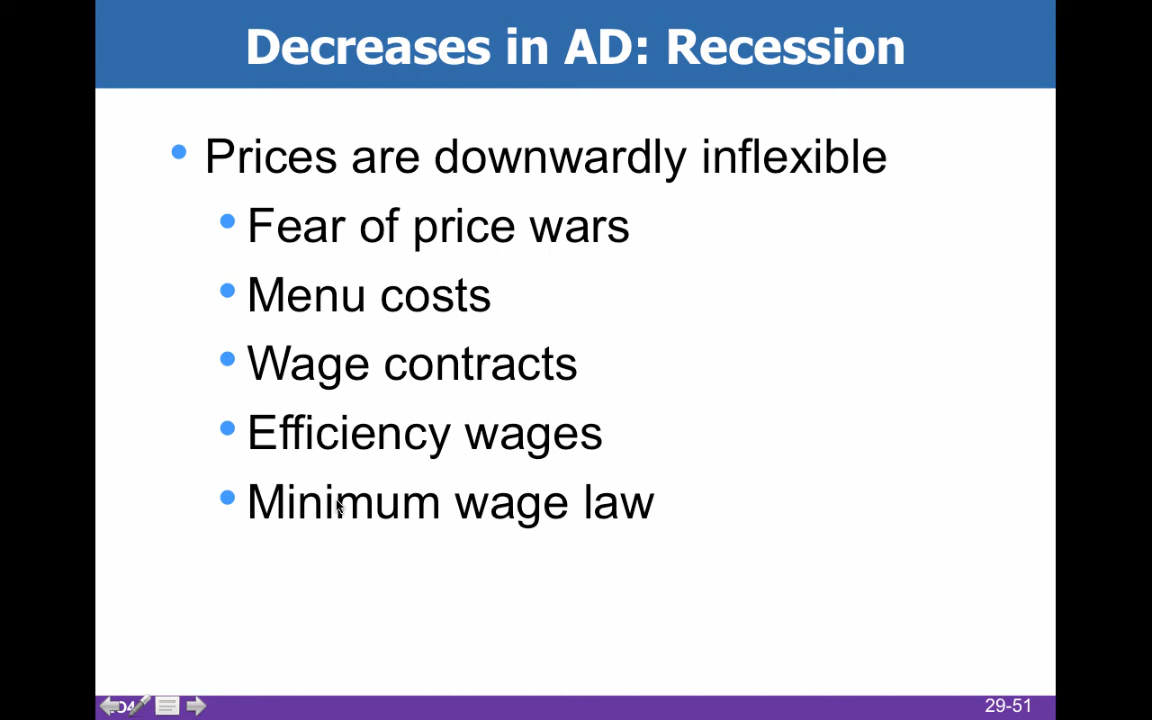 Decreases in AD: Recession
Prices are downwardly inflexible
Fear of price wars
Menu costs
Wage contracts
Efficiency wages
Minimum wage law
29-51